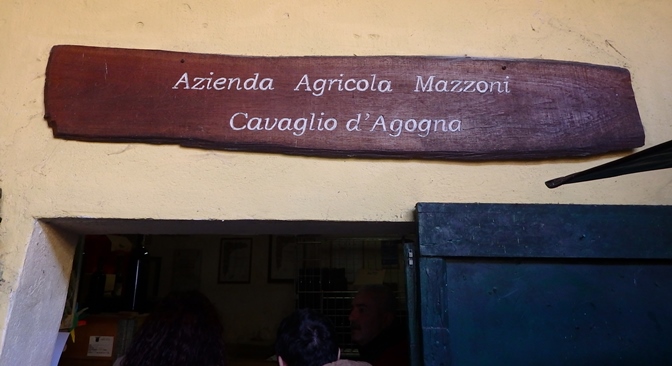 Azienda Agricola Mazzoni
Cavaglio d'Agogna